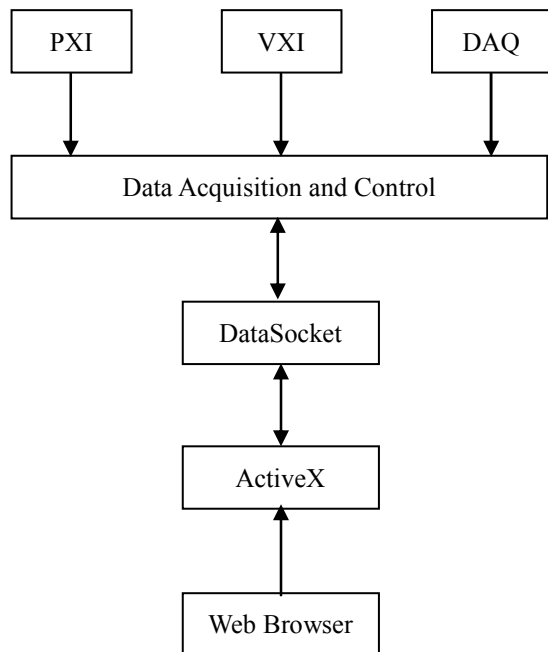 PXI
VXI
DAQ
Data Acquisition and Control
DataSocket
ActiveX
Web Browser